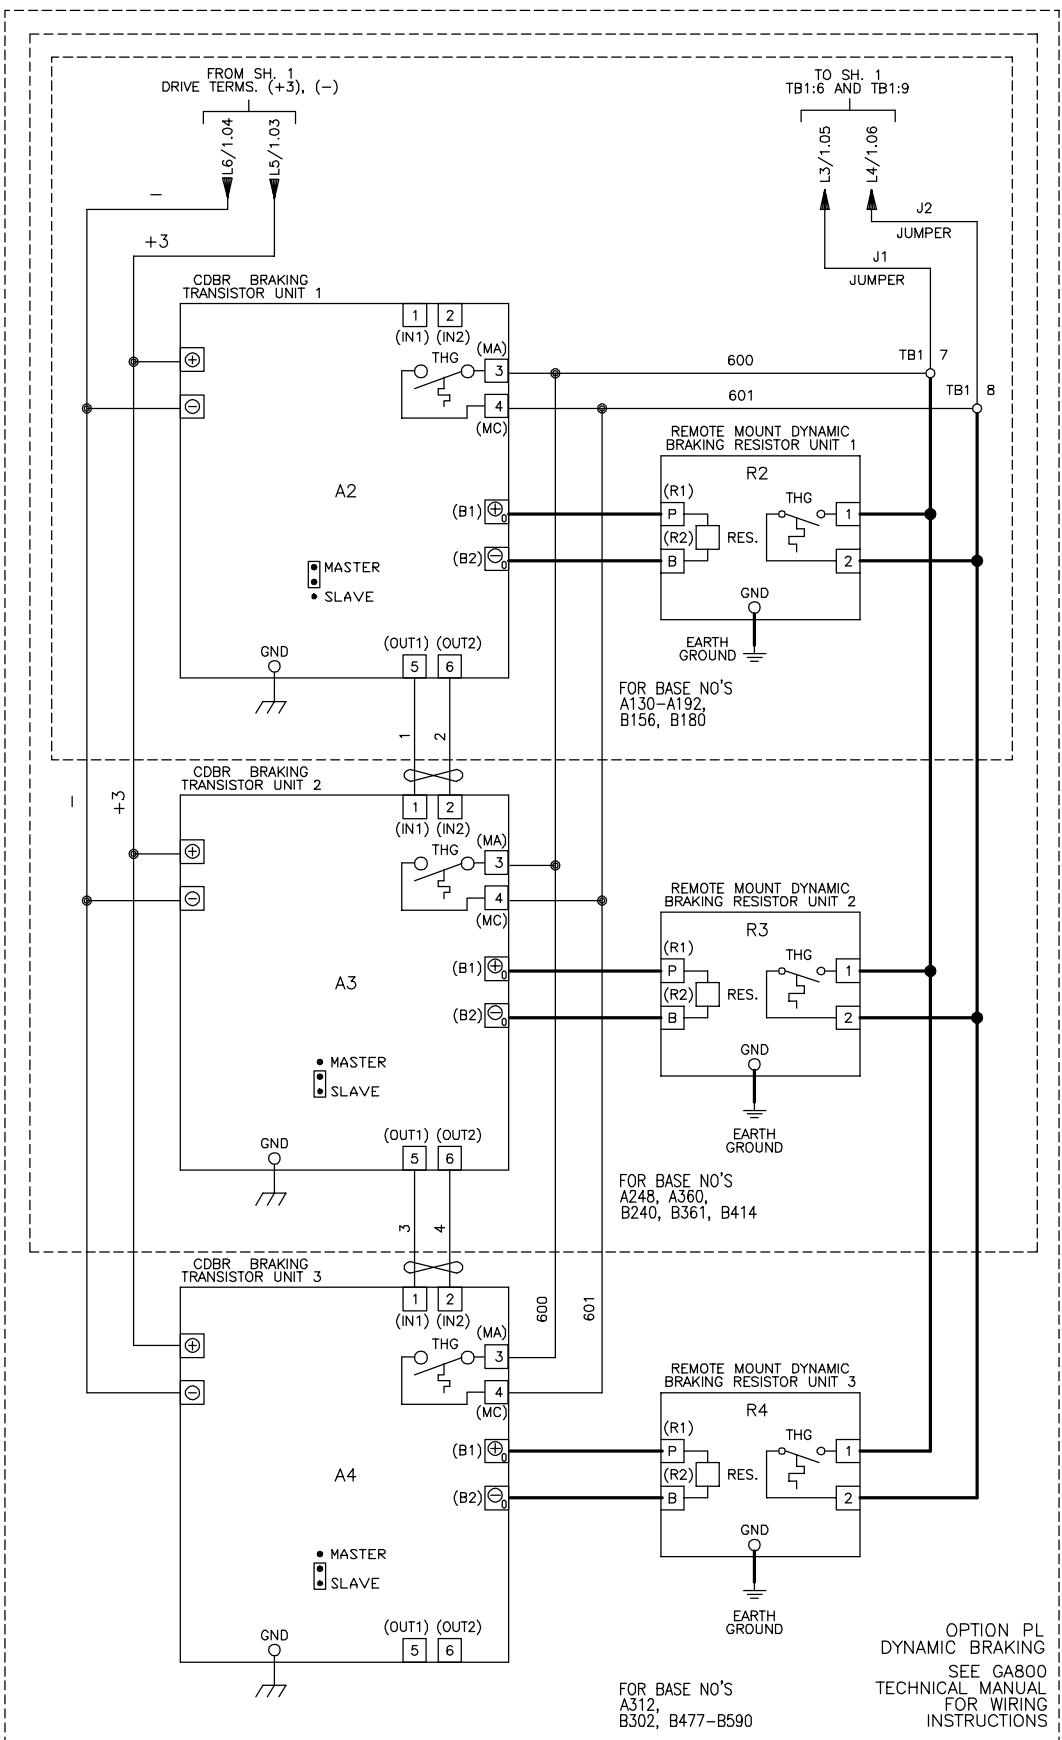 FROM SH. 1
DRIVE TERMS. (+3), (−)
TO SH. 1
TB1:6 AND TB1:9
L6/1.04
L5/1.03
L3/1.05
L4/1.06
−
+3
J2
JUMPER
J1
JUMPER
CDBR BRAKING
TRANSISTOR UNIT 1
1 2
(IN1) (IN2)
THG
(MA)
3
4
(MC)
600
601
TB1 7
TB1 8
+
−
A2
(B1) + 0
(B2) − 0
MASTER
SLAVE
GND
(OUT1) (OUT2)
5 6
REMOTE MOUNT DYNAMIC
BRAKING RESISTOR UNIT 1
R2
(R1)
P
(R2)
B
RES.
THG
1
2
GND
EARTH
GROUND
FOR BASE NO'S
A130−A192,
B156, B180
1 2
−
+3
CDBR BRAKING
TRANSISTOR UNIT 2
1 2
(IN1) (IN2)
THG
(MA)
3
4
(MC)
+
−
A3
(B1) + 0
(B2) − 0
MASTER
SLAVE
GND
(OUT1) (OUT2)
5 6
REMOTE MOUNT DYNAMIC
BRAKING RESISTOR UNIT 2
R3
(R1)
P
(R2)
B
RES.
THG
1
2
GND
EARTH
GROUND
FOR BASE NO'S
A248, A360,
B240, B361, B414
3 4
CDBR BRAKING
TRANSISTOR UNIT 3
1 2
(IN1) (IN2)
THG
(MA)
3
4
(MC)
600
601
+
−
A4
(B1) + 0
(B2) − 0
MASTER
SLAVE
GND
(OUT1) (OUT2)
5 6
REMOTE MOUNT DYNAMIC
BRAKING RESISTOR UNIT 3
R4
(R1)
P
(R2)
B
RES.
THG
1
2
GND
EARTH
GROUND
FOR BASE NO'S
A312,
B302, B477−B590
OPTION PL
DYNAMIC BRAKING
SEE GA800
TECHNICAL MANUAL
FOR WIRING
INSTRUCTIONS